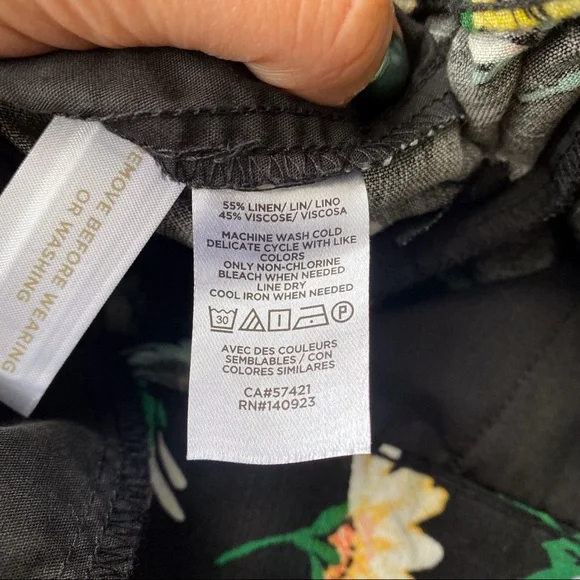 EMOVE BEFORE WEARING
OR WASHING
55% LINEN/ LIN/ LINO
45% VISCOSE/ VISCOSA
MACHINE WASH COLD
DELICATE CYCLE WITH LIKE
COLORS
ONLY NON-CHLORINE
BLEACH WHEN NEEDED
LINE DRY
COOL IRON WHEN NEEDED
30 P
AVEC DES COULEURS
SEMBLABLES / CON
COLORES SIMILARES
CA#57421
RN#140923